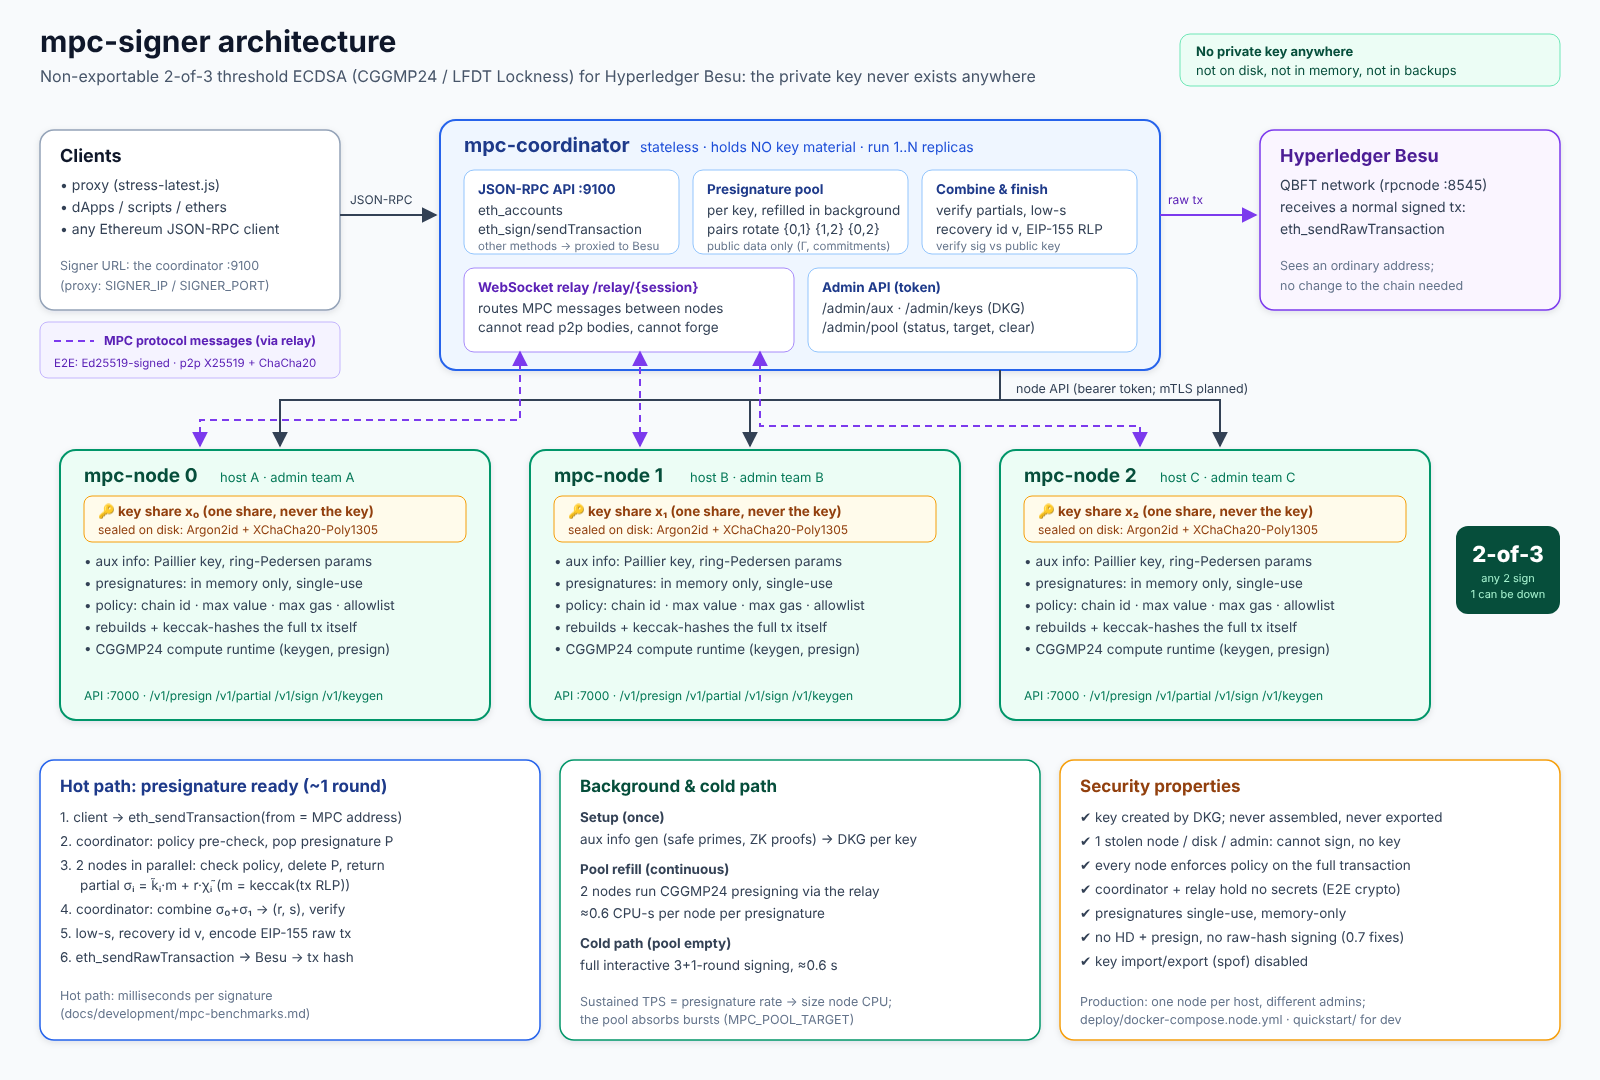 mpc-signer architecture
Non-exportable 2-of-3 threshold ECDSA (CGGMP24 / LFDT Lockness) for Hyperledger Besu: the private key never exists anywhere
No private key anywhere
not on disk, not in memory, not in backups
Clients
• proxy (stress-latest.js)
• dApps / scripts / ethers
• any Ethereum JSON-RPC client
Signer URL: the coordinator :9100
(proxy: SIGNER_IP / SIGNER_PORT)
JSON-RPC
MPC protocol messages (via relay)
E2E: Ed25519-signed · p2p X25519 + ChaCha20
mpc-coordinator stateless · holds NO key material · run 1..N replicas
JSON-RPC API :9100
eth_accounts
eth_sign/sendTransaction
other methods → proxied to Besu
Presignature pool
per key, refilled in background
pairs rotate {0,1} {1,2} {0,2}
public data only (Γ, commitments)
Combine & finish
verify partials, low-s
recovery id v, EIP-155 RLP
verify sig vs public key
WebSocket relay /relay/{session}
routes MPC messages between nodes
cannot read p2p bodies, cannot forge
Admin API (token)
/admin/aux · /admin/keys (DKG)
/admin/pool (status, target, clear)
raw tx
Hyperledger Besu
QBFT network (rpcnode :8545)
receives a normal signed tx:
eth_sendRawTransaction
Sees an ordinary address;
no change to the chain needed
node API (bearer token; mTLS planned)
mpc-node 0 host A · admin team A
🔑 key share x₀ (one share, never the key)
sealed on disk: Argon2id + XChaCha20-Poly1305
• aux info: Paillier key, ring-Pedersen params
• presignatures: in memory only, single-use
• policy: chain id · max value · max gas · allowlist
• rebuilds + keccak-hashes the full tx itself
• CGGMP24 compute runtime (keygen, presign)
API :7000 · /v1/presign /v1/partial /v1/sign /v1/keygen
mpc-node 1 host B · admin team B
🔑 key share x₁ (one share, never the key)
sealed on disk: Argon2id + XChaCha20-Poly1305
• aux info: Paillier key, ring-Pedersen params
• presignatures: in memory only, single-use
• policy: chain id · max value · max gas · allowlist
• rebuilds + keccak-hashes the full tx itself
• CGGMP24 compute runtime (keygen, presign)
API :7000 · /v1/presign /v1/partial /v1/sign /v1/keygen
mpc-node 2 host C · admin team C
🔑 key share x₂ (one share, never the key)
sealed on disk: Argon2id + XChaCha20-Poly1305
• aux info: Paillier key, ring-Pedersen params
• presignatures: in memory only, single-use
• policy: chain id · max value · max gas · allowlist
• rebuilds + keccak-hashes the full tx itself
• CGGMP24 compute runtime (keygen, presign)
API :7000 · /v1/presign /v1/partial /v1/sign /v1/keygen
2-of-3
any 2 sign
1 can be down
Hot path: presignature ready (~1 round)
1. client → eth_sendTransaction(from = MPC address)
2. coordinator: policy pre-check, pop presignature P
3. 2 nodes in parallel: check policy, delete P, return
partial σᵢ = k̃ᵢ·m + r·χ̃ᵢ (m = keccak(tx RLP))
4. coordinator: combine σ₀+σ₁ → (r, s), verify
5. low-s, recovery id v, encode EIP-155 raw tx
6. eth_sendRawTransaction → Besu → tx hash
Hot path: milliseconds per signature
(docs/development/mpc-benchmarks.md)
Background & cold path
Setup (once)
aux info gen (safe primes, ZK proofs) → DKG per key
Pool refill (continuous)
2 nodes run CGGMP24 presigning via the relay
≈0.6 CPU-s per node per presignature
Cold path (pool empty)
full interactive 3+1-round signing, ≈0.6 s
Sustained TPS = presignature rate → size node CPU;
the pool absorbs bursts (MPC_POOL_TARGET)
Security properties
✔ key created by DKG; never assembled, never exported
✔ 1 stolen node / disk / admin: cannot sign, no key
✔ every node enforces policy on the full transaction
✔ coordinator + relay hold no secrets (E2E crypto)
✔ presignatures single-use, memory-only
✔ no HD + presign, no raw-hash signing (0.7 fixes)
✔ key import/export (spof) disabled
Production: one node per host, different admins;
deploy/docker-compose.node.yml · quickstart/ for dev